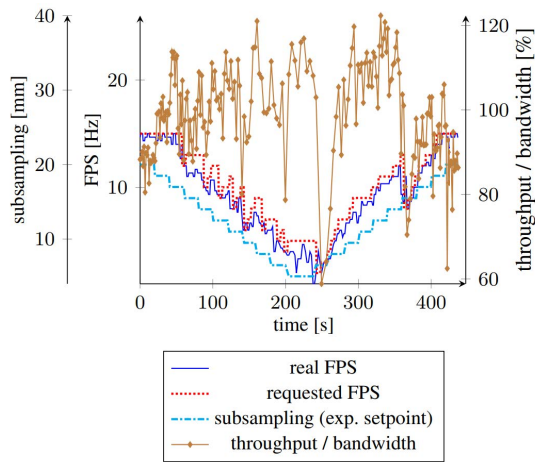 40
30
20
10
subsampling [mm]
20
10
FPS [Hz]
120
100
80
60
throughput / bandwidth [%]
0
100
200
300
400
time [s]
real FPS
requested FPS
subsampling (exp. setpoint)
throughput / bandwidth